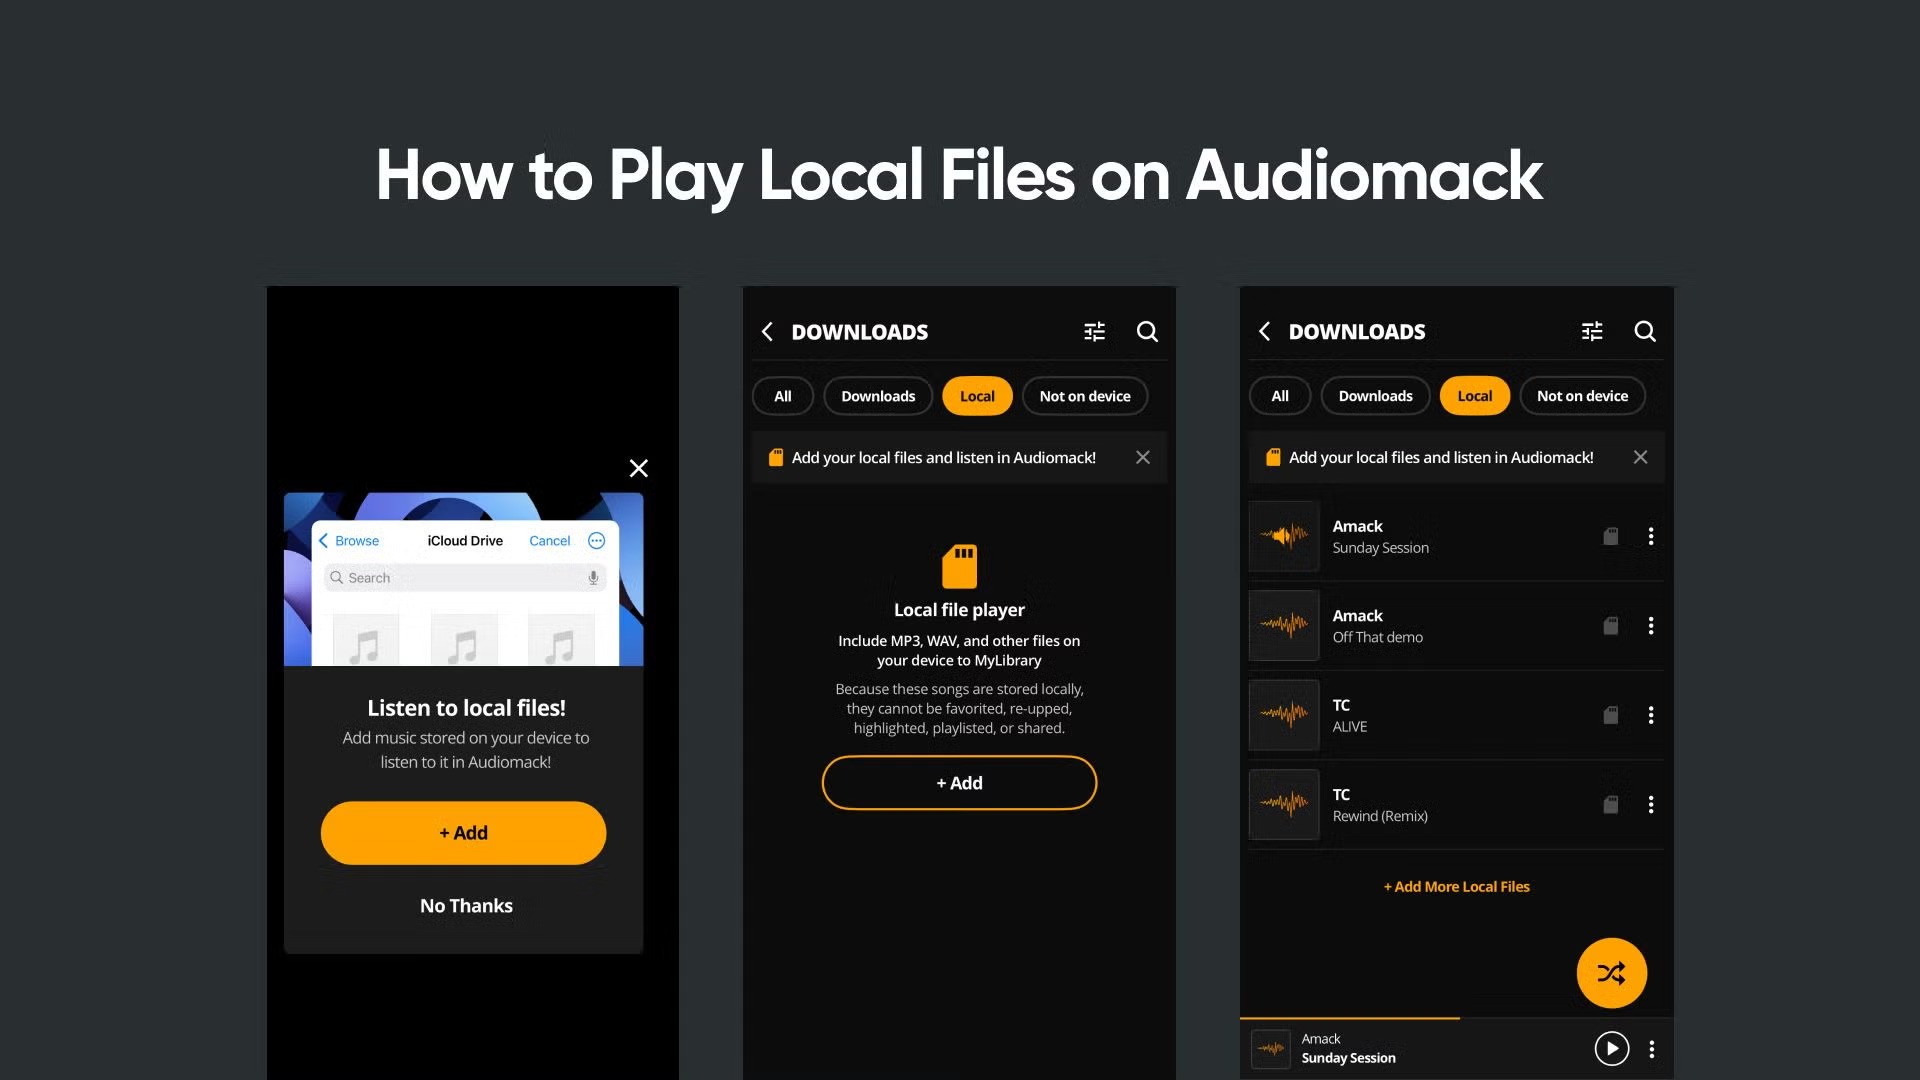 How to Play Local Files on Audiomack
Browse
iCloud Drive
Cancel
Search
Listen to local files!
Add music stored on your device to
listen to it in Audiomack!
+ Add
No Thanks
DOWNLOADS
All
Downloads
Local
Not on device
Add your local files and listen in Audiomack!
Local file player
Include MP3, WAV, and other files on
your device to MyLibrary
Because these songs are stored locally,
they cannot be favorited, re-upped,
highlighted, playlisted, or shared.
+ Add
DOWNLOADS
All
Downloads
Local
Not on device
Add your local files and listen in Audiomack!
Amack
Sunday Session
Amack
Off That demo
TC
ALIVE
TC
Rewind (Remix)
+ Add More Local Files
Amack
Sunday Session